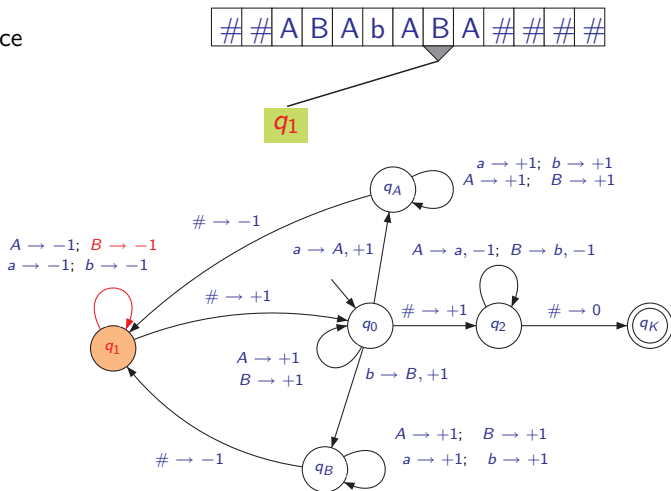 # # A B A b A B A # # # #
ce
q1
qA
a → +1; b → +1
A → +1; B → +1
# → −1
A → −1; B → −1
a → −1; b → −1
a → A, +1
A → a, −1; B → b, −1
# → +1
q1
q0
# → +1
q2
# → 0
qK
A → +1
B → +1
b → B, +1
A → +1; B → +1
a → +1; b → +1
# → −1
qB